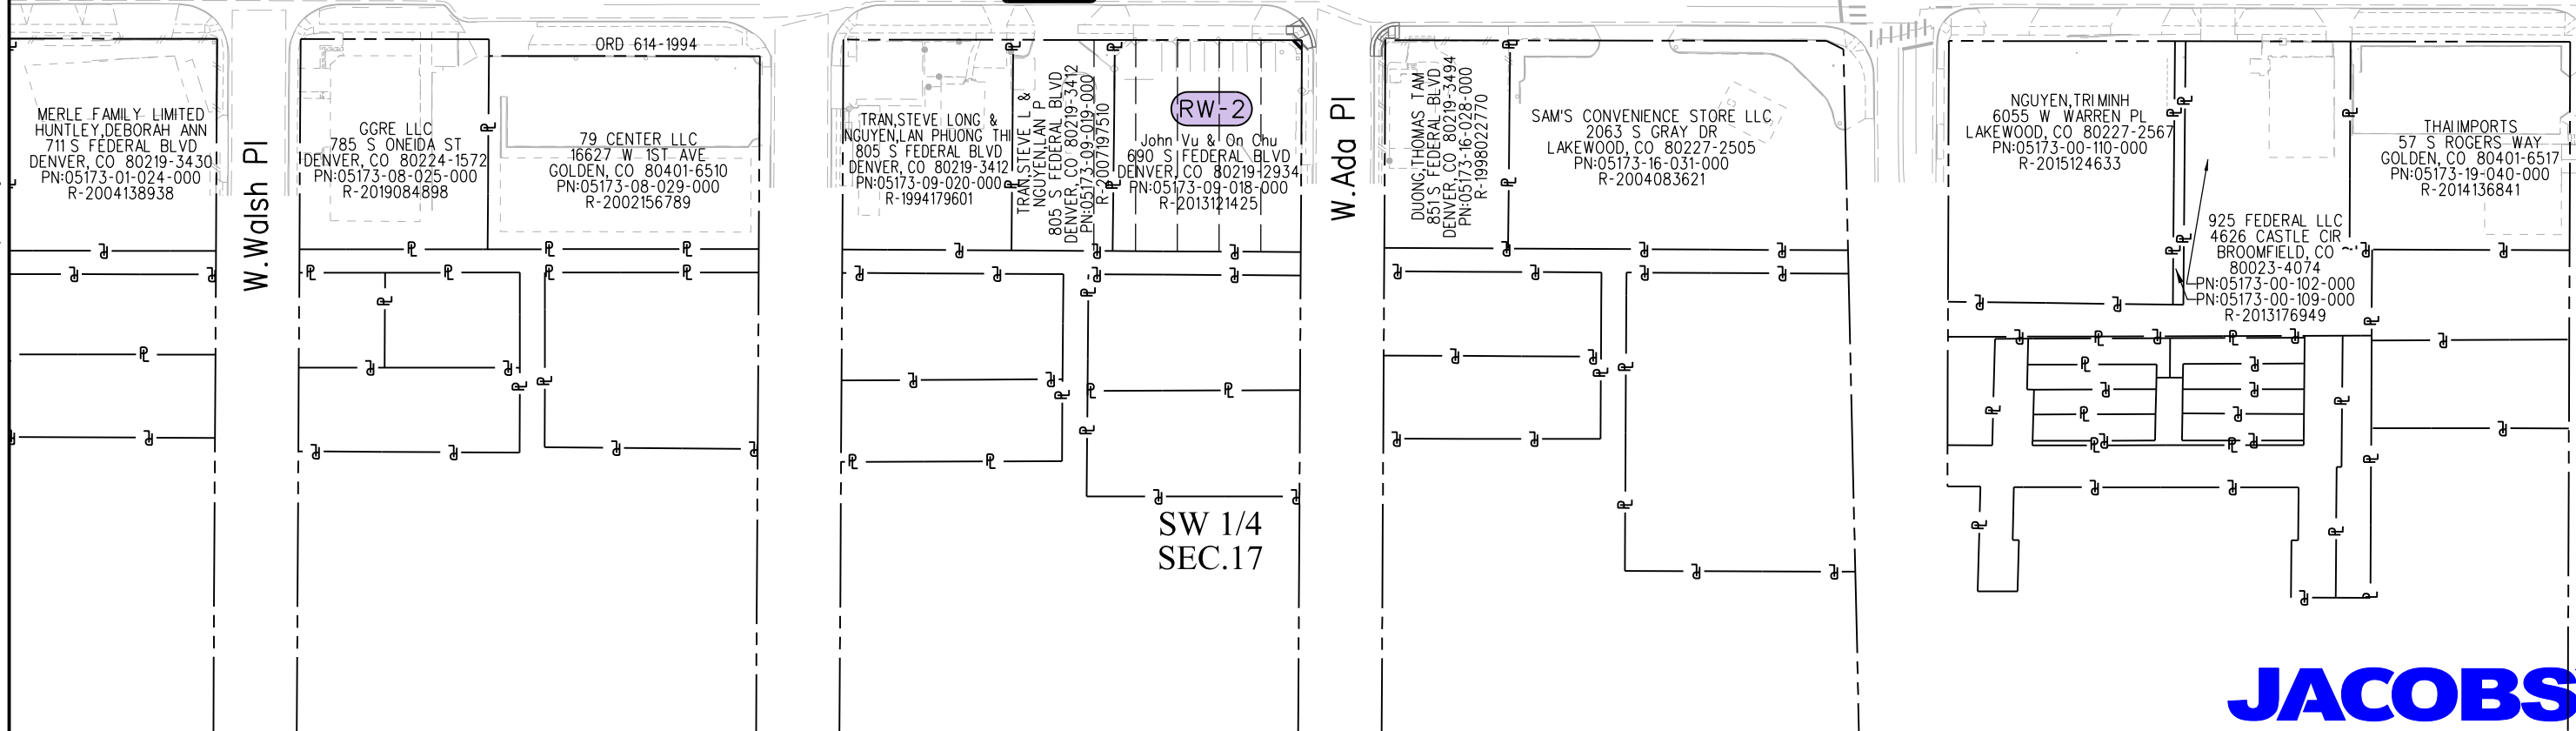 ORD 614-1994
MERLE FAMILY LIMITED
HUNTLEY,DEBORAH ANN
711 S FEDERAL BLVD
DENVER, CO 80219-3430
PN:05173-01-024-000
R-2004138938
W.Walsh Pl
GGRE LLC
785 S ONEIDA ST
DENVER, CO 80224-1572
PN:05173-08-025-000
R-2019084898
79 CENTER LLC
16627 W 1ST AVE
GOLDEN, CO 80401-6510
PN:05173-08-029-000
R-2002156789
TRAN,STEVE LONG &
NGUYEN,LAN PHUONG THI
805 S FEDERAL BLVD
DENVER, CO 80219-3412
PN:05173-09-020-000
R-1994179601
TRAN,STEVE L &
NGUYEN,LAN P
805 S FEDERAL BLVD
DENVER, CO 80219-3412
PN:05173-09-019-000
R-2007197510
RW-2
John Vu & On Chu
690 S FEDERAL BLVD
DENVER, CO 80219-2934
PN:05173-09-018-000
R-2013121425
W.Ada Pl
DUONG,THOMAS TAM
851 S FEDERAL BLVD
DENVER, CO 80219-3494
PN:05173-16-028-000
R-1998022770
SAM'S CONVENIENCE STORE LLC
2063 S GRAY DR
LAKEWOOD, CO 80227-2505
PN:05173-16-031-000
R-2004083621
NGUYEN,TRI MINH
6055 W WARREN PL
LAKEWOOD, CO 80227-2567
PN:05173-00-110-000
R-2015124633
925 FEDERAL LLC
4626 CASTLE CIR
BROOMFIELD, CO
80023-4074
PN:05173-00-102-000
PN:05173-00-109-000
R-2013176949
THAI IMPORTS
57 S ROGERS WAY
GOLDEN, CO 80401-6517
PN:05173-19-040-000
R-2014136841
SW 1/4
SEC.17
JACOBS